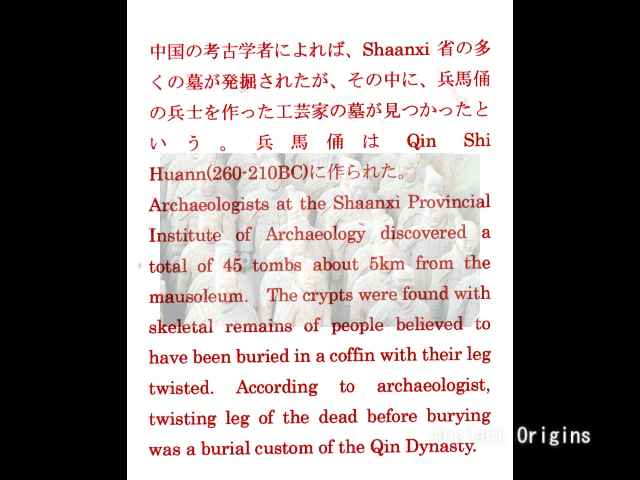 中国の考古学者によれば、Shaanxi 省の多
くの墓が発掘されたが、その中に、兵馬俑
の兵士を作った工芸家の墓が見つかったと
いう。兵馬俑は Qin Shi
Huann(260-210BC)に作られた。
Archaeologists at the Shaanxi Provincial
Institute of Archaeology discovered a
total of 45 tombs about 5km from the
mausoleum. The crypts were found with
skeletal remains of people believed to
have been buried in a coffin with their leg
twisted. According to archaeologist,
twisting leg of the dead before burying
was a burial custom of the Qin Dynasty.
Ancient Origins